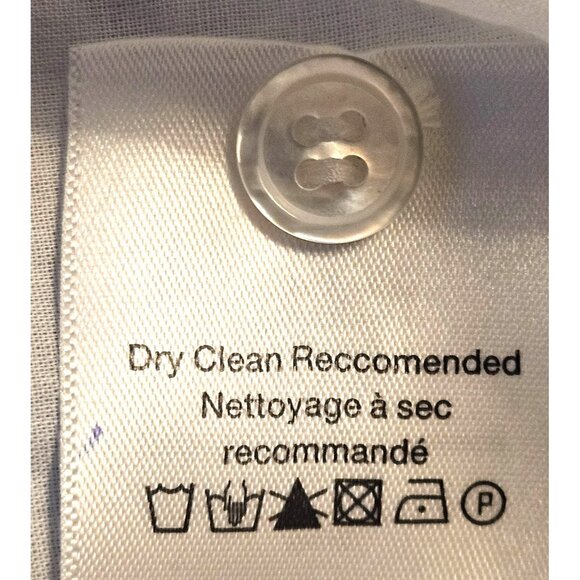 Dry Clean Reccomended
Nettoyage à sec
recommandé
P